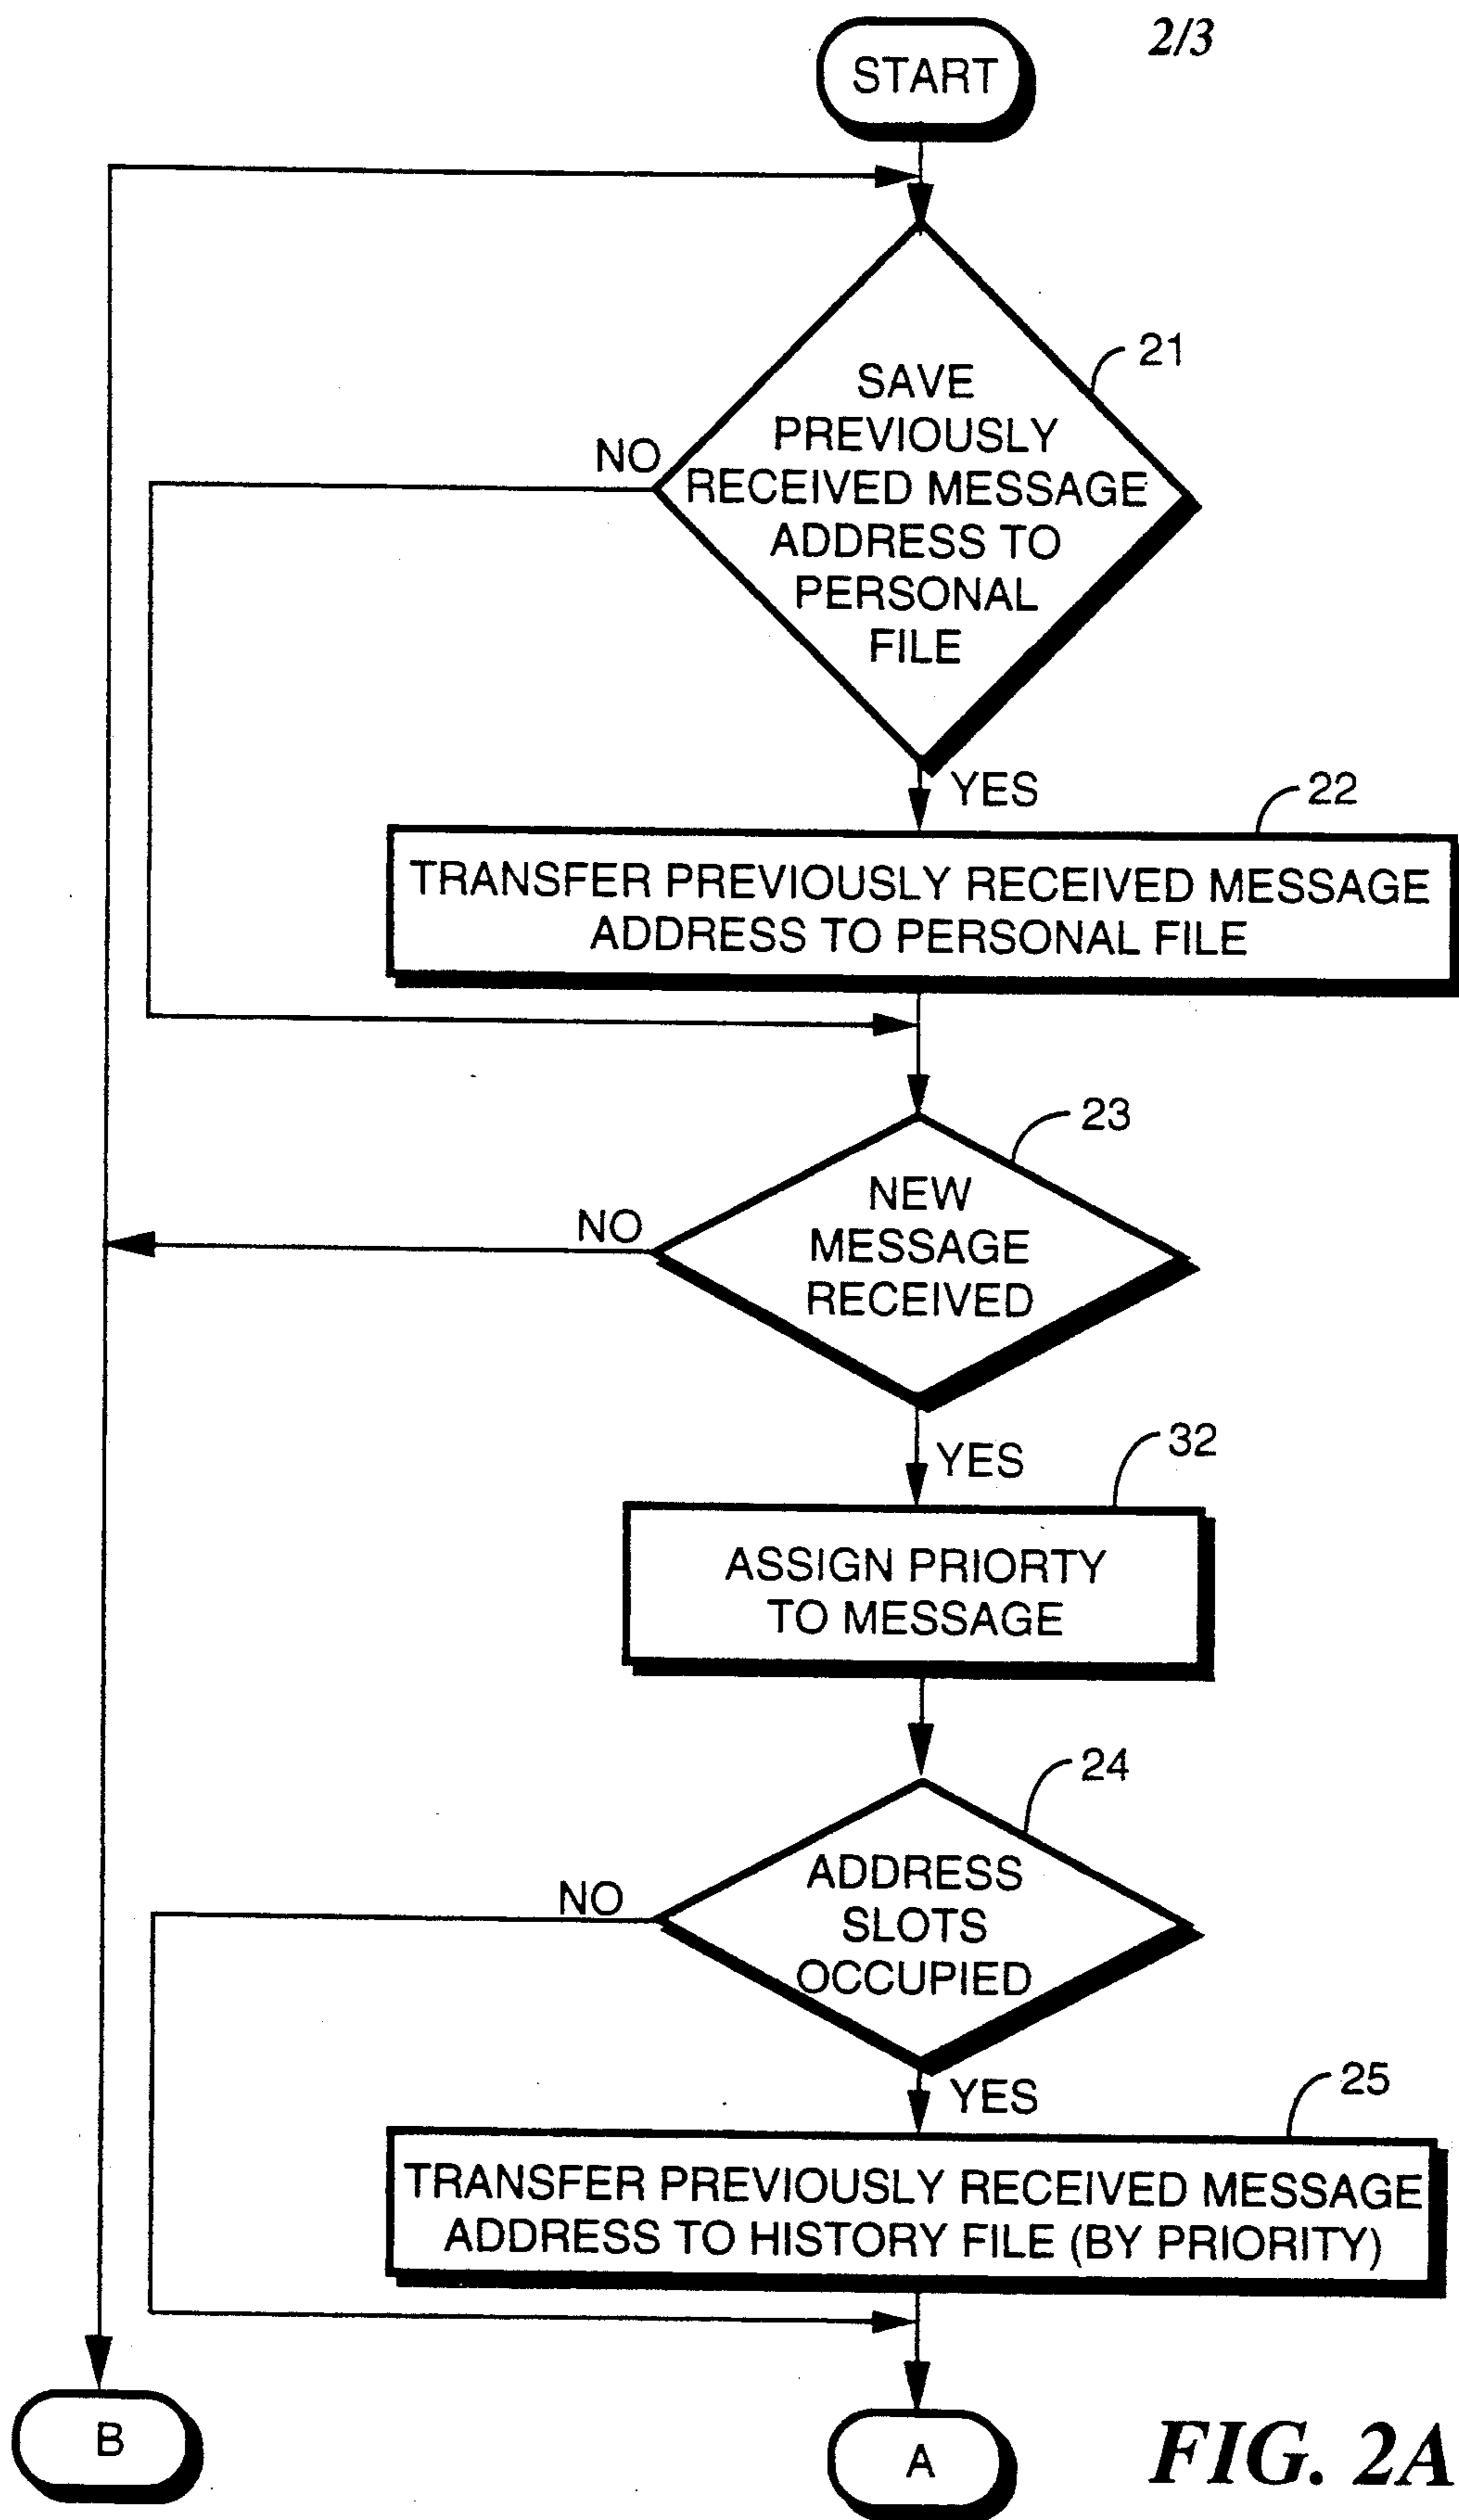 START
2/3
21
SAVE
PREVIOUSLY
NO
RECEIVED MESSAGE
ADDRESS TO
PERSONAL
FILE
YES
22
TRANSFER PREVIOUSLY RECEIVED MESSAGE
ADDRESS TO PERSONAL FILE
23
NEW
NO
MESSAGE
RECEIVED
YES
32
ASSIGN PRIORTY
TO MESSAGE
24
ADDRESS
NO
SLOTS
OCCUPIED
YES
25
TRANSFER PREVIOUSLY RECEIVED MESSAGE
ADDRESS TO HISTORY FILE (BY PRIORITY)
B
A
FIG. 2A